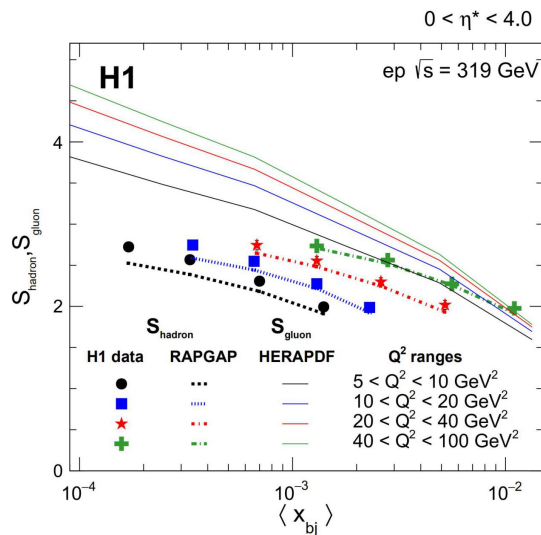 0 < η* < 4.0
H1
ep √s = 319 GeV
S_hadron, S_gluon
4
2
0
S_hadron S_gluon
H1 data RAPGAP HERAPDF Q² ranges
5 < Q² < 10 GeV²
10 < Q² < 20 GeV²
20 < Q² < 40 GeV²
40 < Q² < 100 GeV²
10⁻⁴ 10⁻³ 10⁻²
⟨ x_bj ⟩